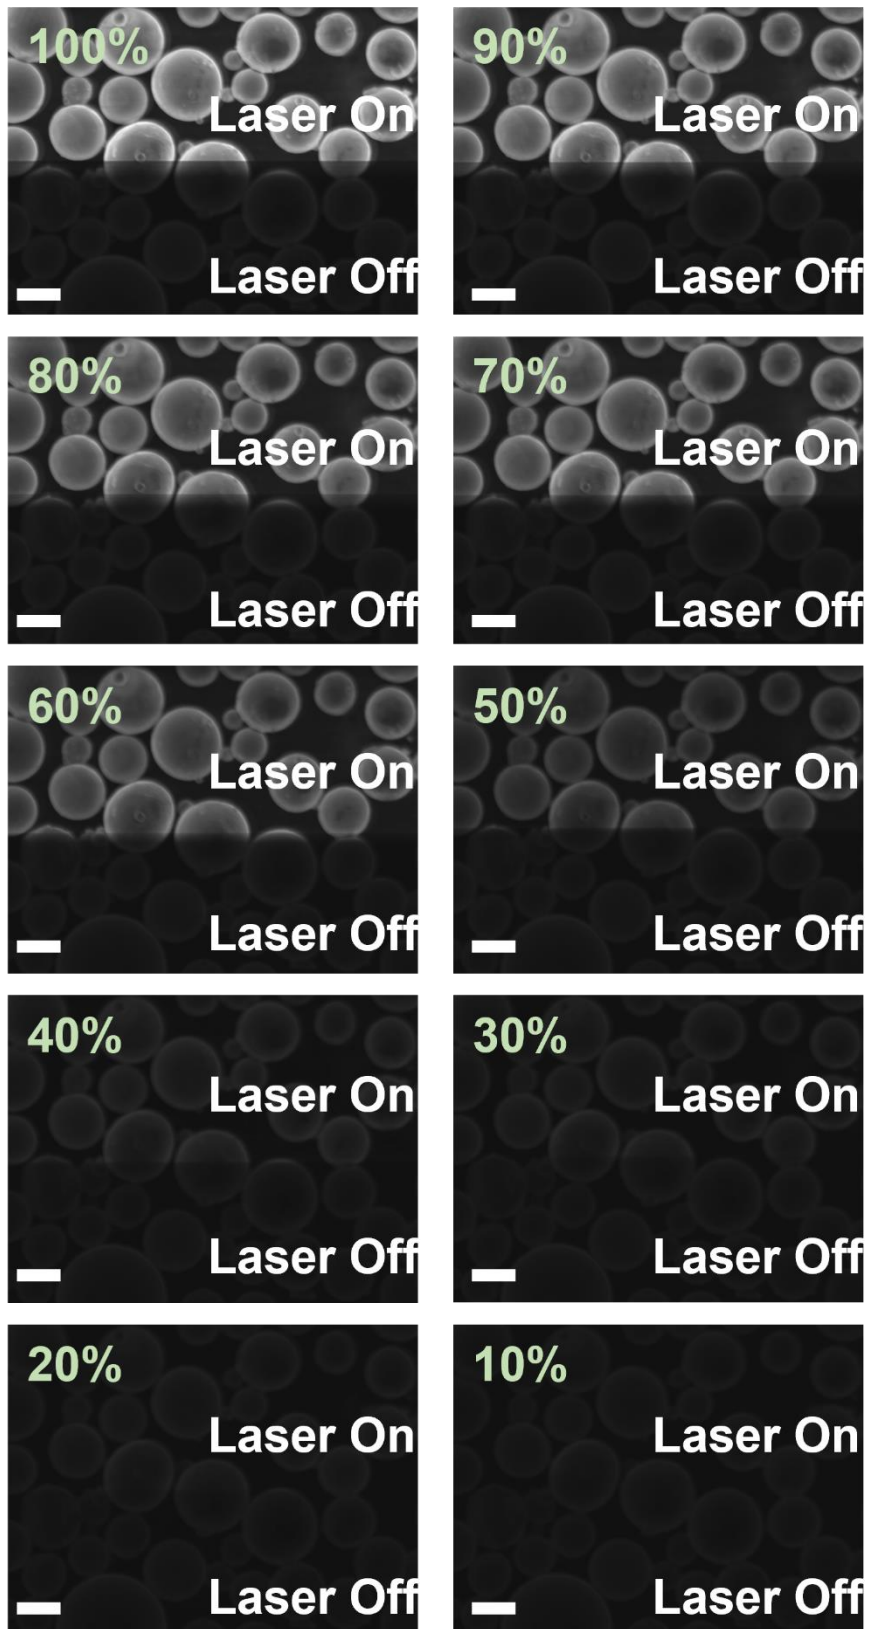 100%
Laser On
Laser Off
90%
Laser On
Laser Off
80%
Laser On
Laser Off
70%
Laser On
Laser Off
60%
Laser On
Laser Off
50%
Laser On
Laser Off
40%
Laser On
Laser Off
30%
Laser On
Laser Off
20%
Laser On
Laser Off
10%
Laser On
Laser Off